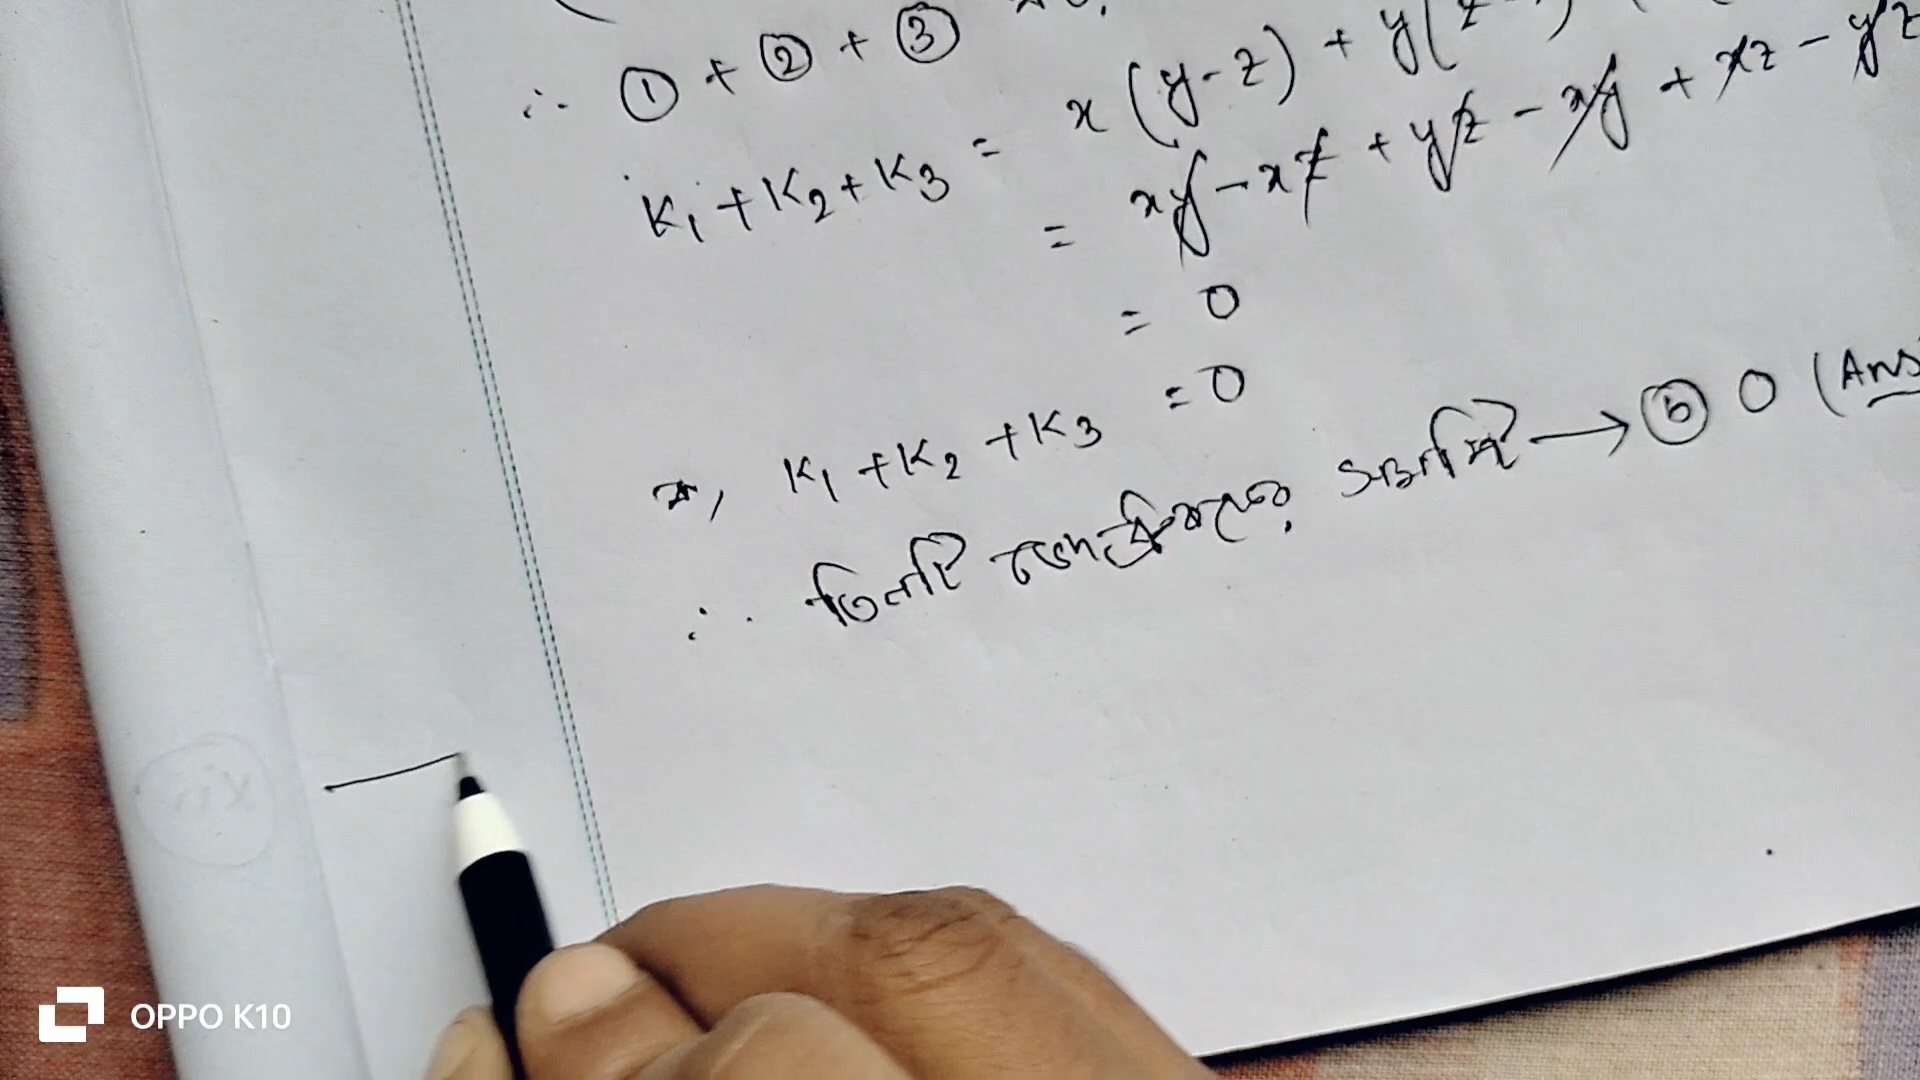 ∴ ① + ② + ③
K₁ + K₂ + K₃ = x(y-z) + y(z
= xy - xz + yz - xy + xz - yz
= 0
বা, K₁ + K₂ + K₃ = 0
∴ তিনটি ধ্রুবকের সমষ্টি → ⓑ 0 (Ans
OPPO K10